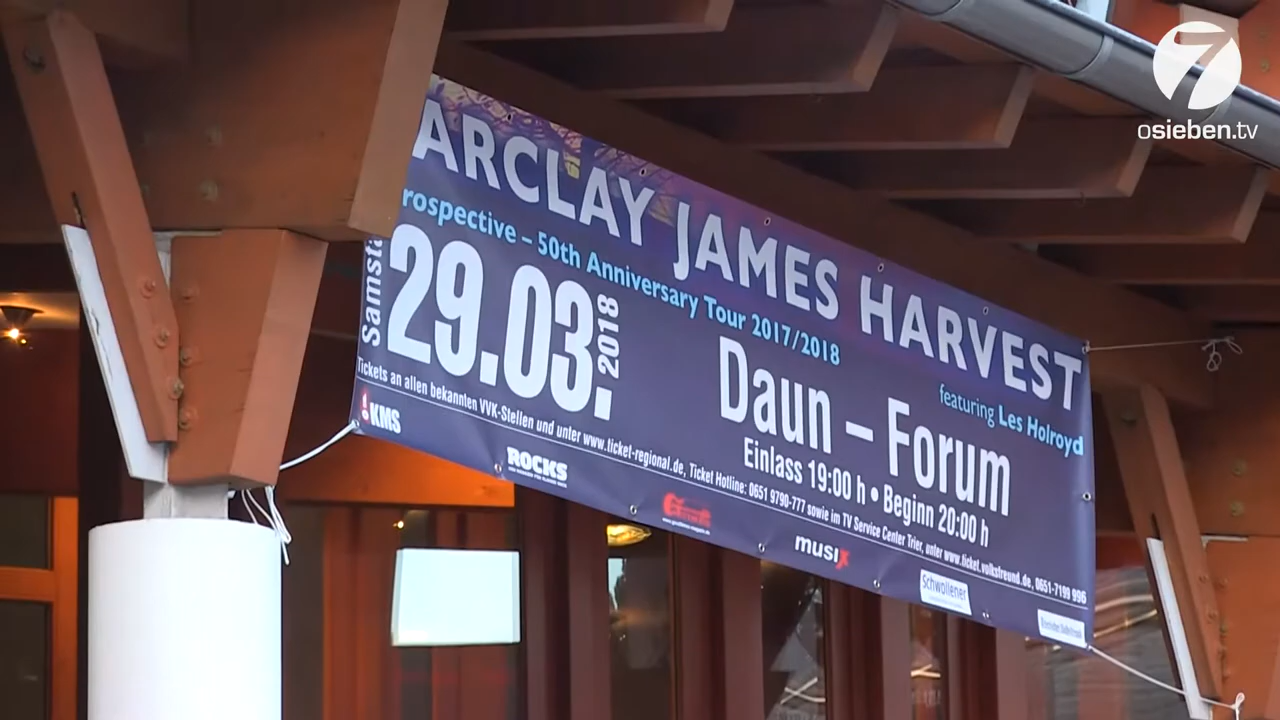 7
osieben.tv
ARCLAY JAMES HARVEST
rospective – 50th Anniversary Tour 2017/2018
featuring Les Holroyd
Samsta
29.03.2018
Daun – Forum
Einlass 19:00 h • Beginn 20:00 h
Tickets an allen bekannten VVK-Stellen und unter www.ticket-regional.de, Ticket Hotline: 0651 9790-777 sowie im TV Service Center Trier, unter www.ticket.volksfreund.de, 0651-7199 996
KMS
ROCKS
musix
Schwollener